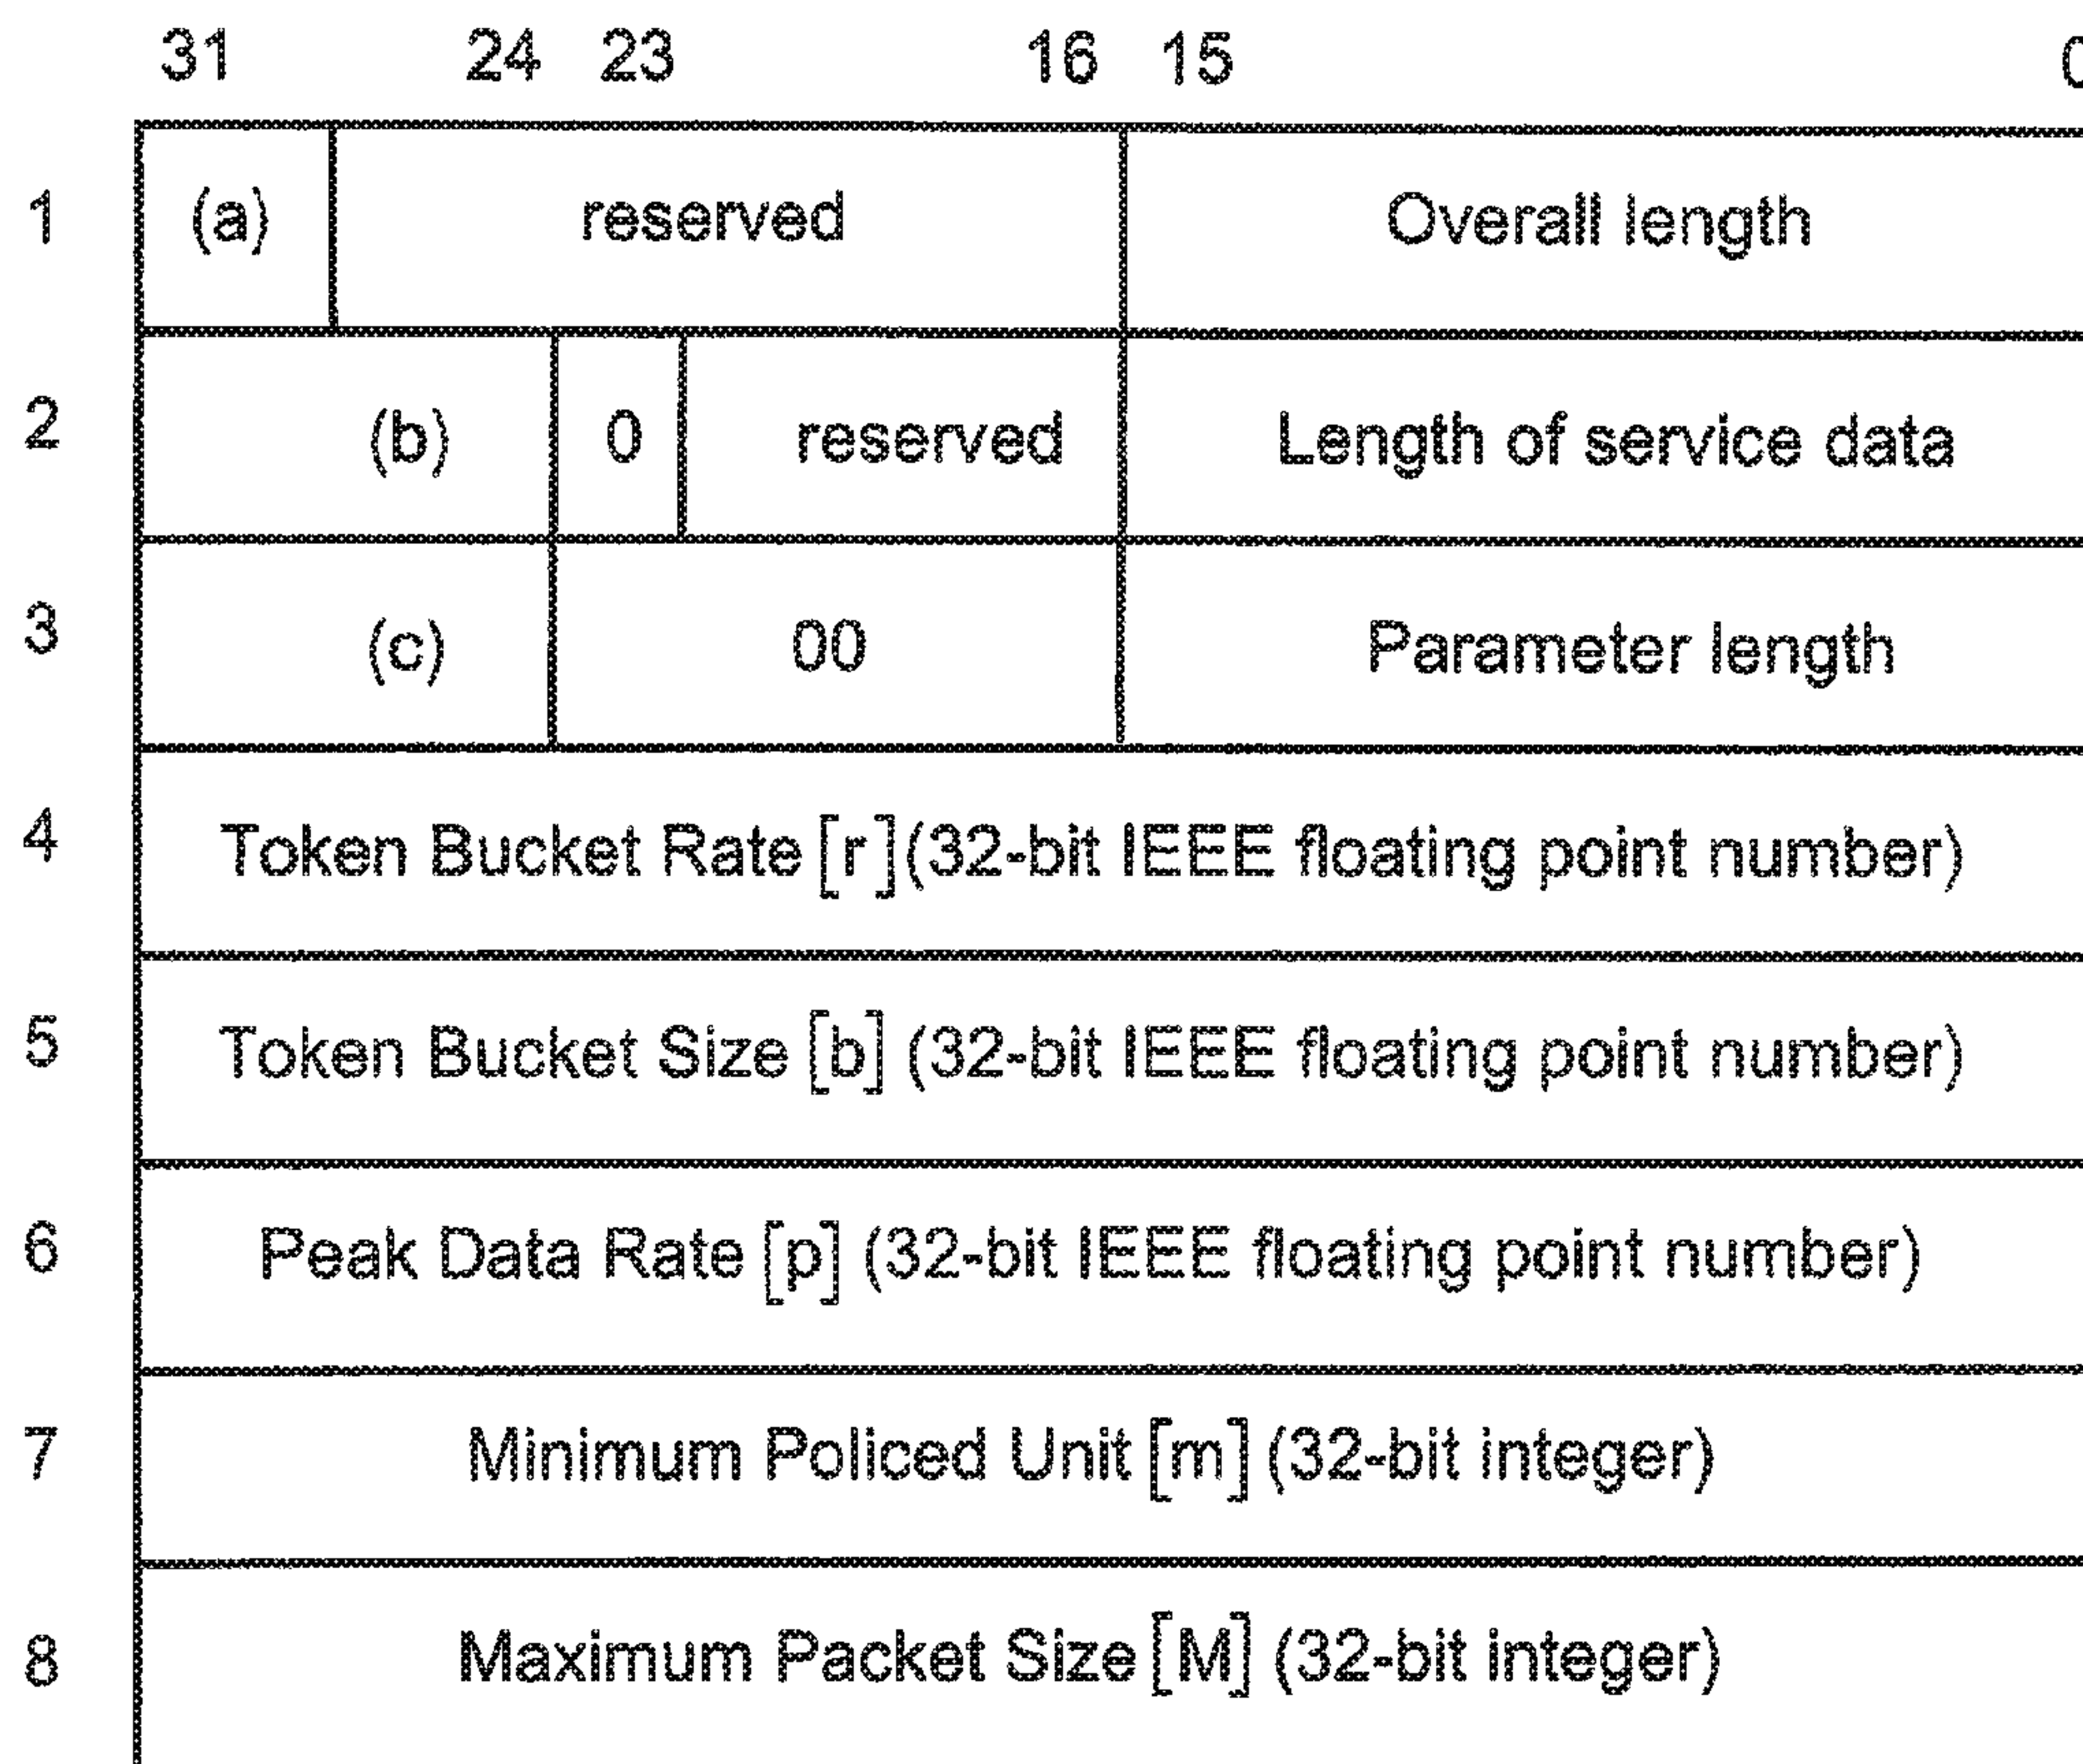 31 24 23 16 15 0
1 (a) reserved Overall length
2 (b) 0 reserved Length of service data
3 (c) 00 Parameter length
4 Token Bucket Rate [r](32-bit IEEE floating point number)
5 Token Bucket Size [b] (32-bit IEEE floating point number)
6 Peak Data Rate [p] (32-bit IEEE floating point number)
7 Minimum Policed Unit [m] (32-bit integer)
8 Maximum Packet Size [M] (32-bit integer)